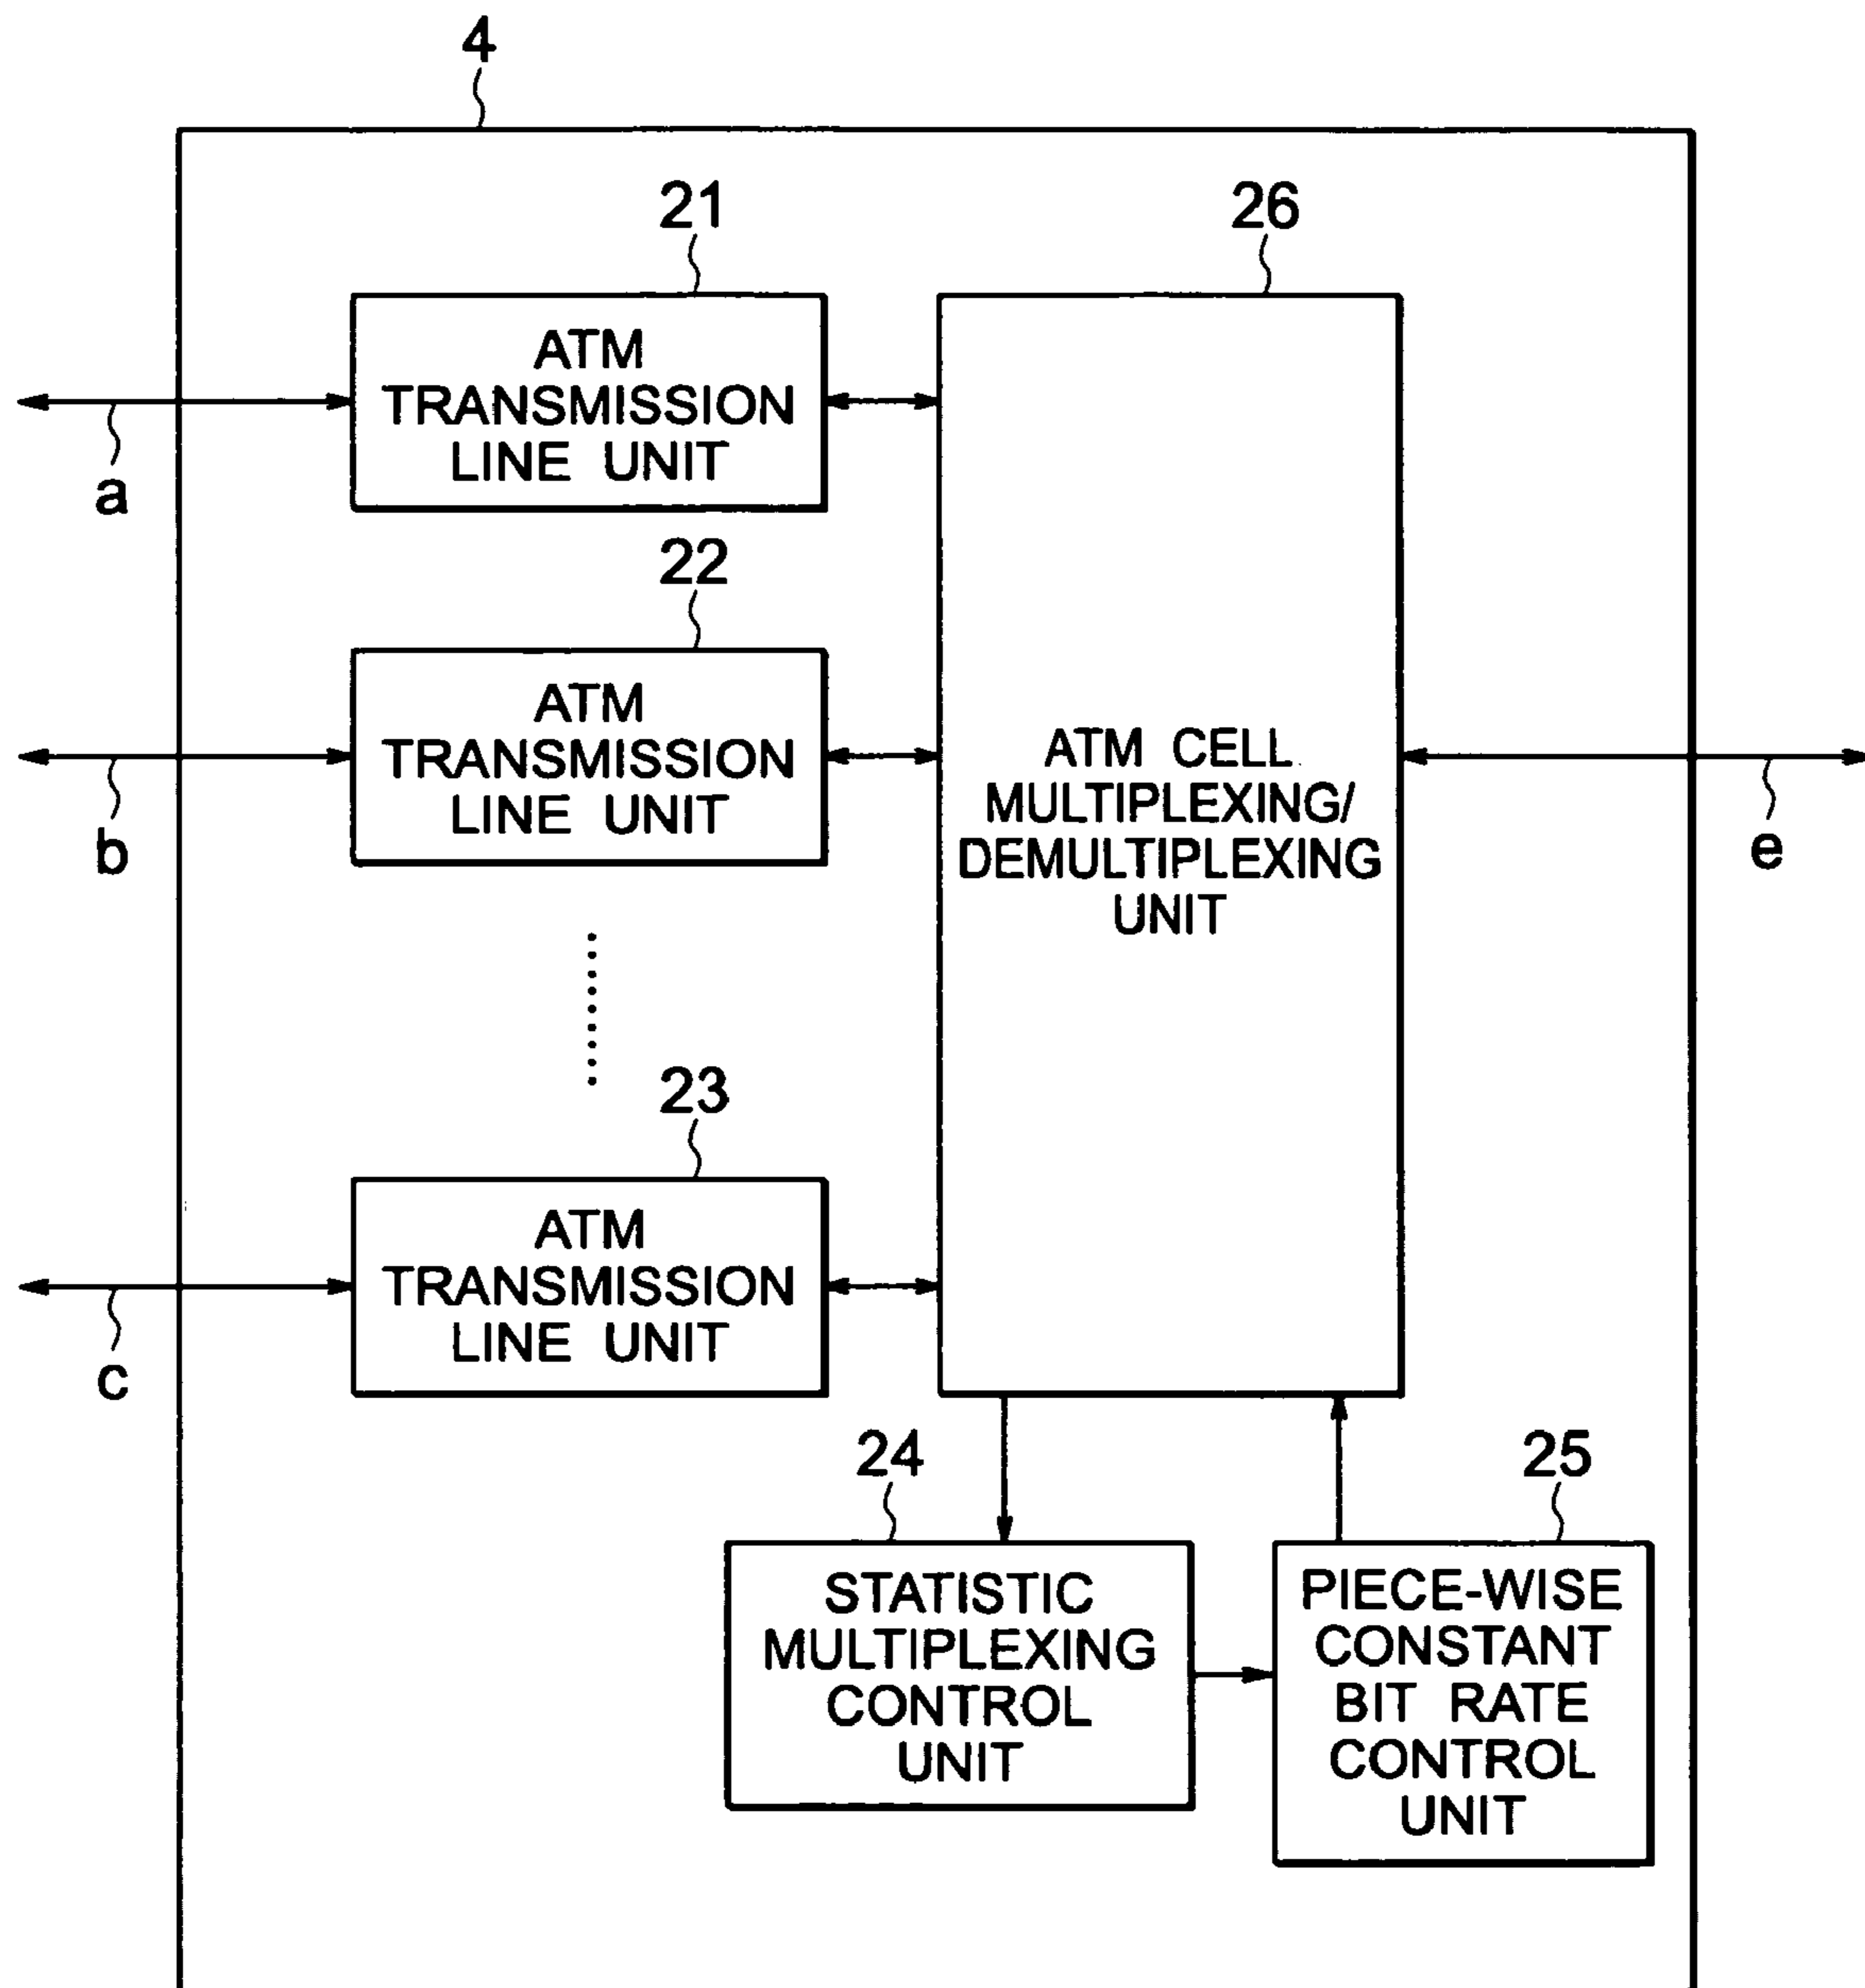 4
21
26
ATM
TRANSMISSION
LINE UNIT
a
22
ATM
TRANSMISSION
LINE UNIT
b
ATM CELL
MULTIPLEXING/
DEMULTIPLEXING
UNIT
e
23
ATM
TRANSMISSION
LINE UNIT
c
24
STATISTIC
MULTIPLEXING
CONTROL
UNIT
25
PIECE-WISE
CONSTANT
BIT RATE
CONTROL
UNIT